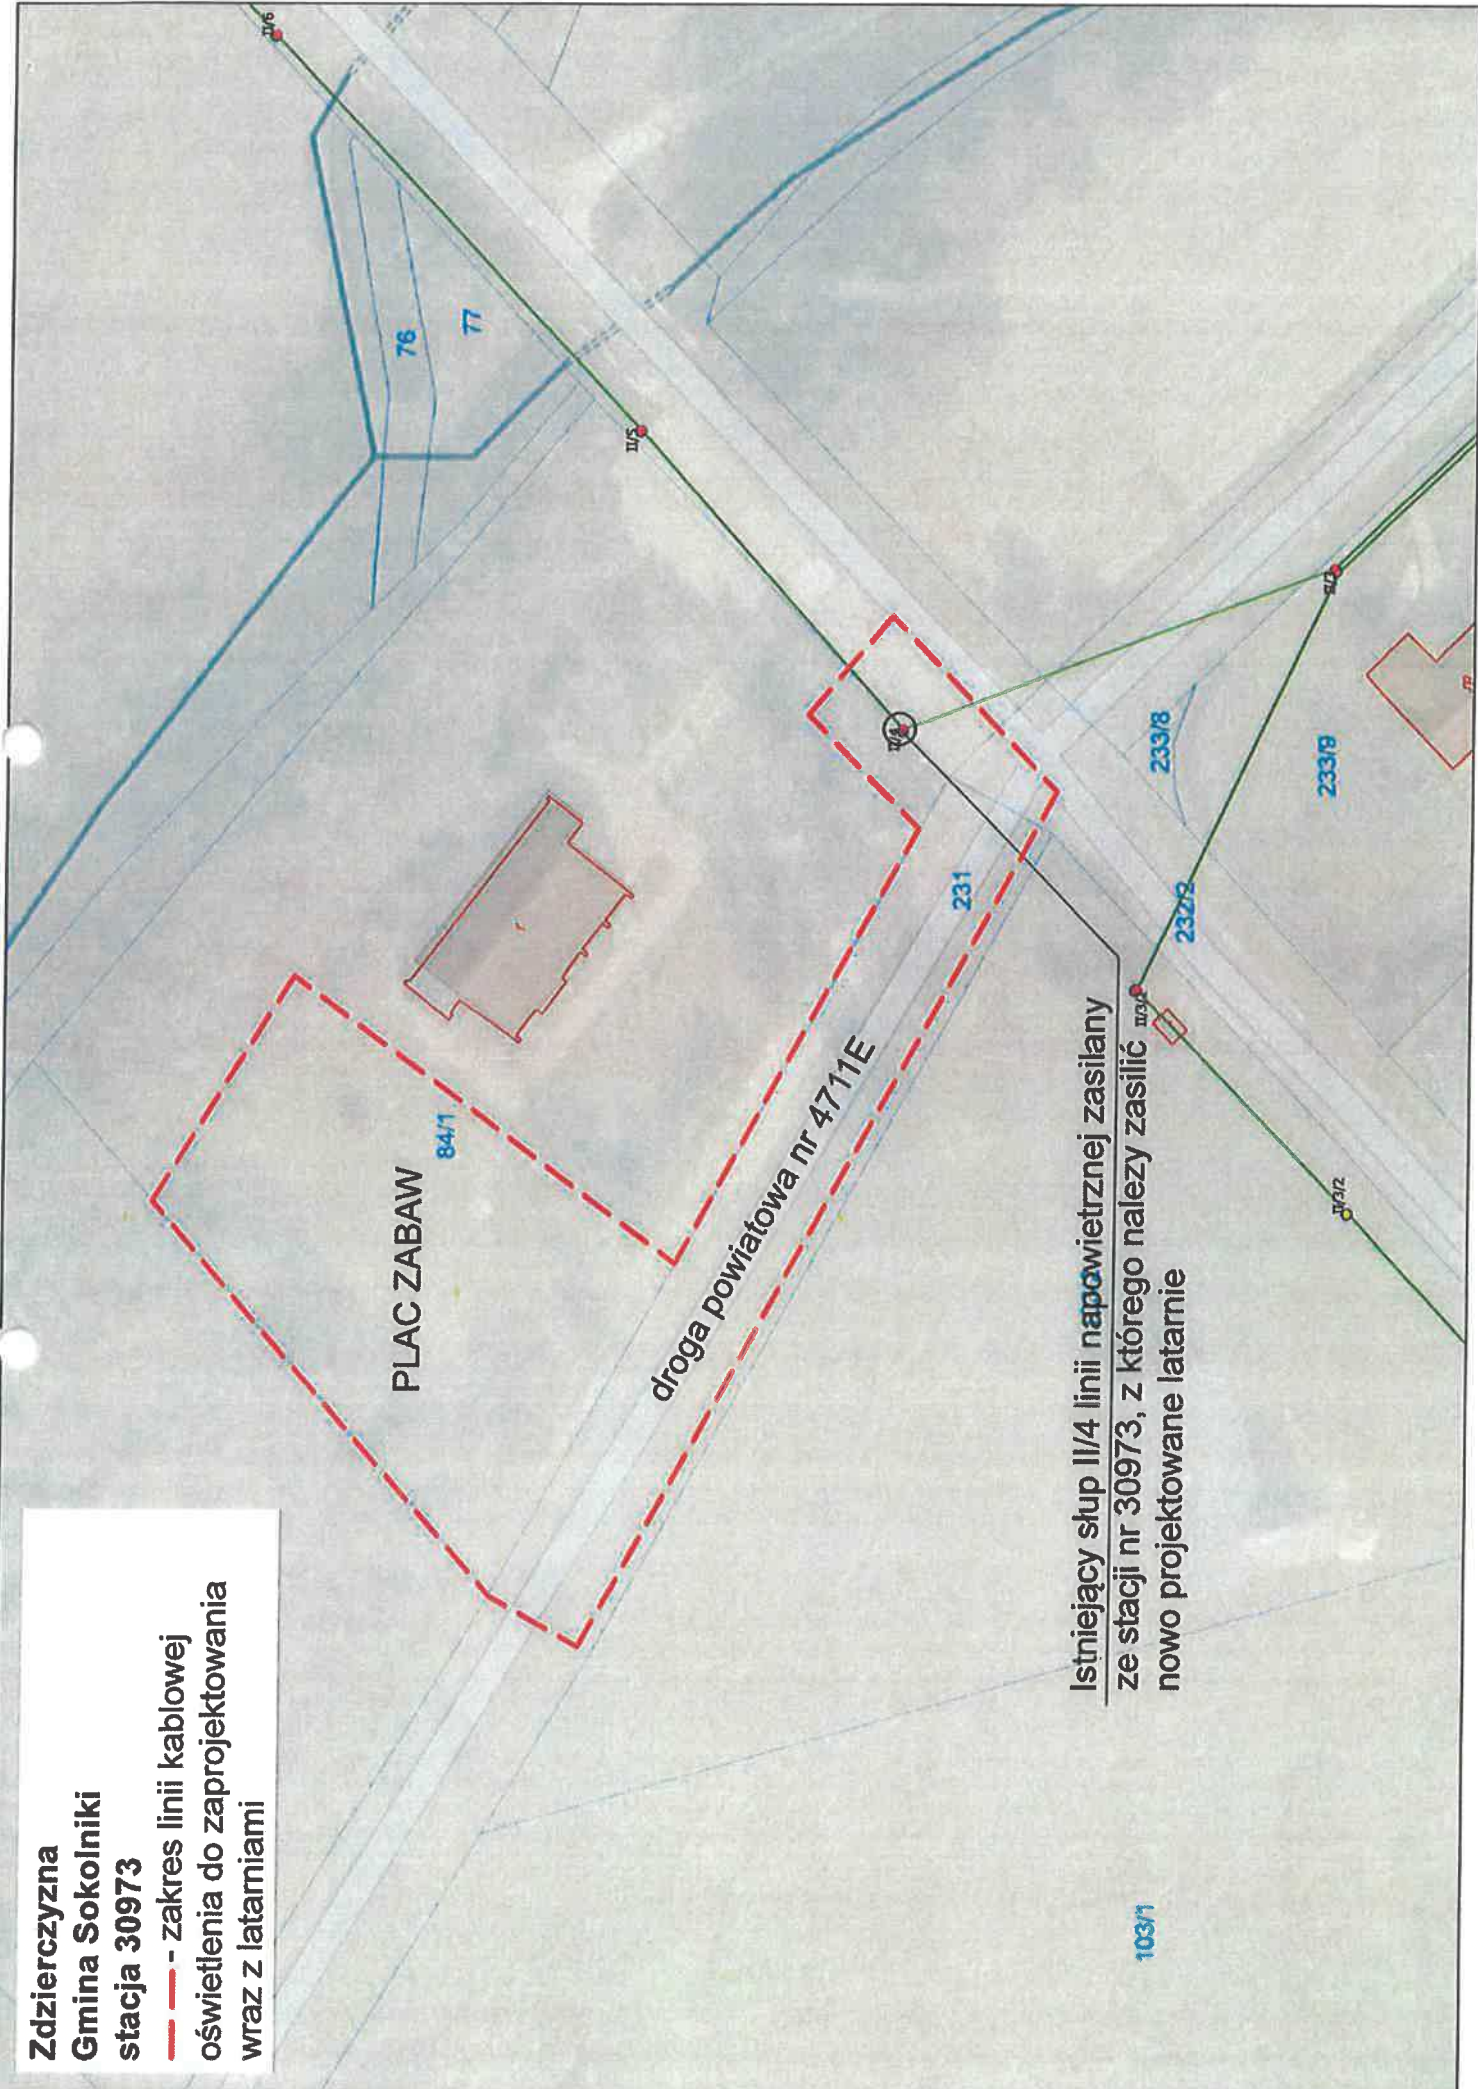 Zdzierczyzna
Gmina Sokolniki
stacja 30973
- zakres linii kablowej
oświetlenia do zaprojektowania
wraz z latarniami
PLAC ZABAW
84/1
droga powiatowa nr 4711E
231
76
77
II/6
II/5
II/4
Istniejący słup II/4 linii napowietrznej zasilany
ze stacji nr 30973, z którego nalezy zasilić
nowo projektowane latarnie
II/3/2
232/2
233/8
233/9
103/1